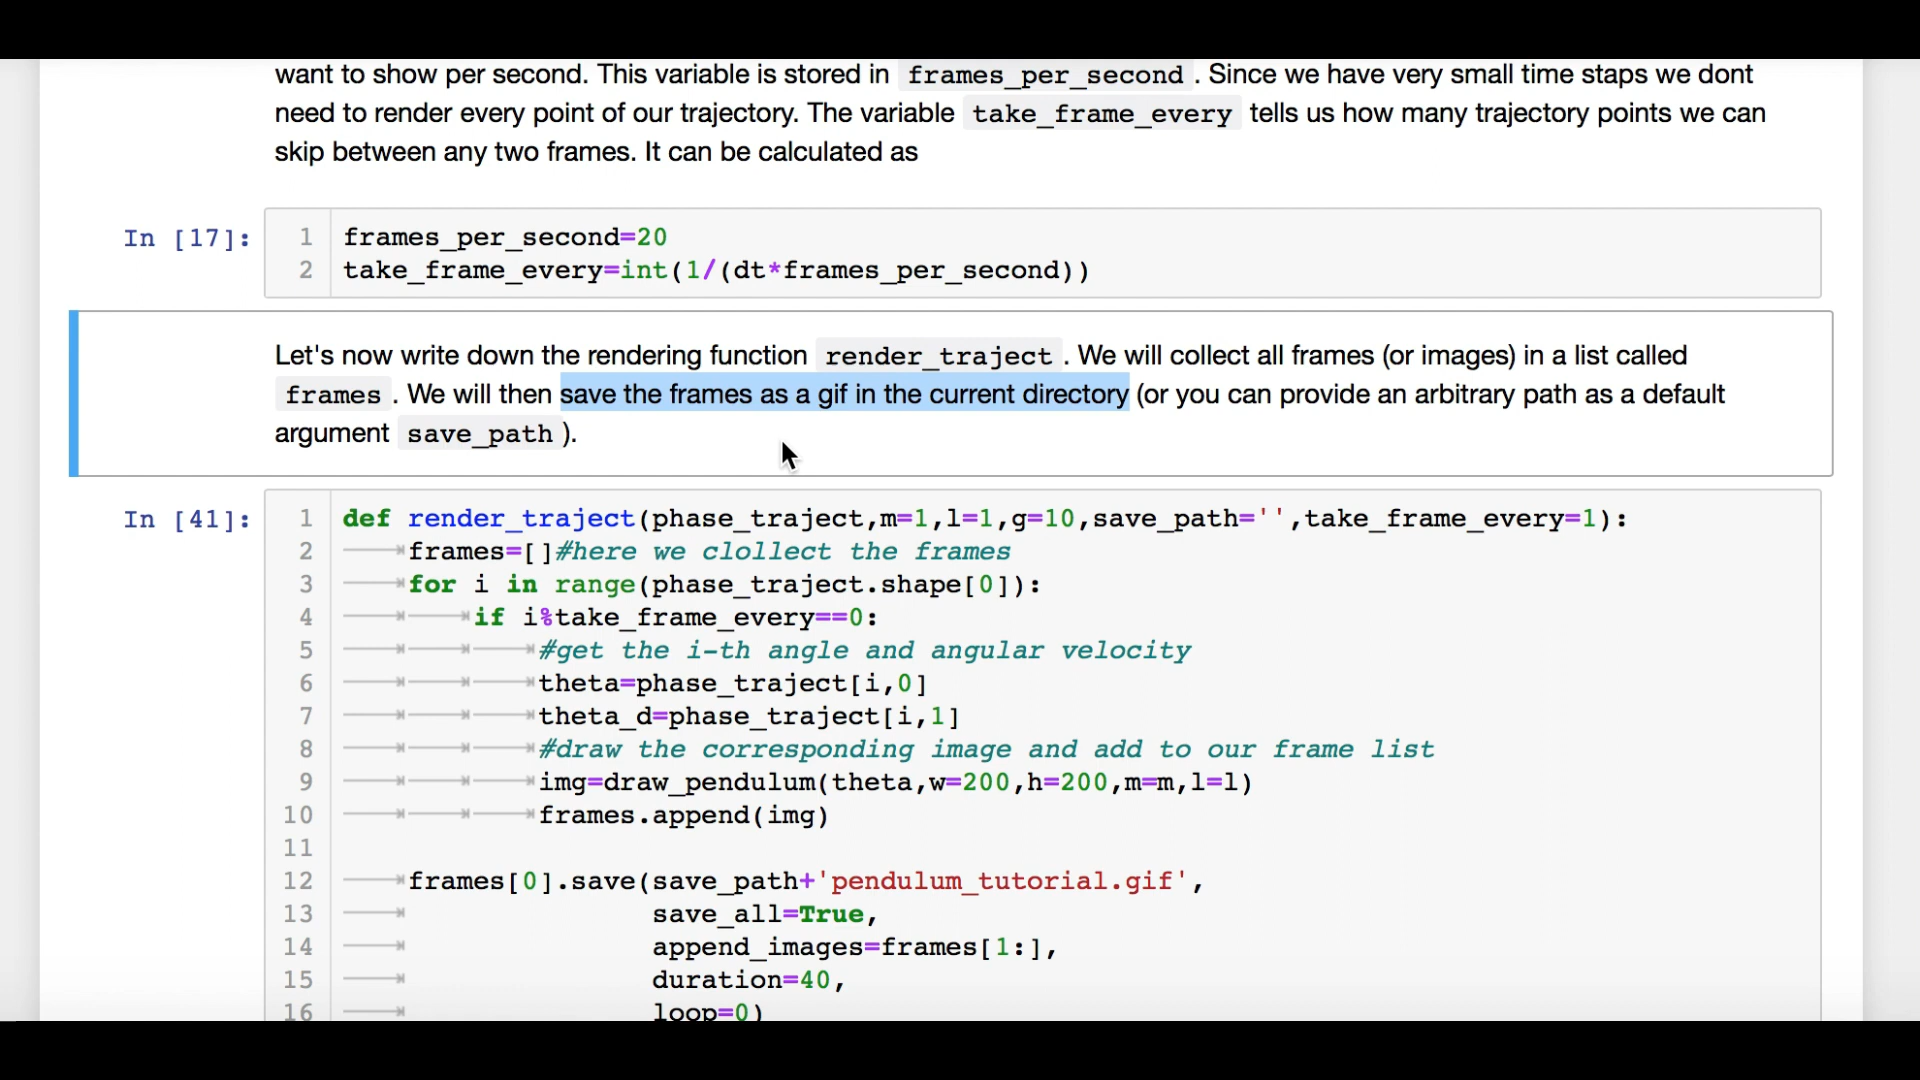 want to show per second. This variable is stored in frames_per_second . Since we have very small time staps we dont
need to render every point of our trajectory. The variable take_frame_every tells us how many trajectory points we can
skip between any two frames. It can be calculated as
In [17]:
1 frames_per_second=20
2 take_frame_every=int(1/(dt*frames_per_second))
Let's now write down the rendering function render_traject . We will collect all frames (or images) in a list called
frames . We will then save the frames as a gif in the current directory (or you can provide an arbitrary path as a default
argument save_path ).
In [41]:
1 def render_traject(phase_traject,m=1,l=1,g=10,save_path='',take_frame_every=1):
2 frames=[]#here we clollect the frames
3 for i in range(phase_traject.shape[0]):
4 if i%take_frame_every==0:
5 #get the i-th angle and angular velocity
6 theta=phase_traject[i,0]
7 theta_d=phase_traject[i,1]
8 #draw the corresponding image and add to our frame list
9 img=draw_pendulum(theta,w=200,h=200,m=m,l=l)
10 frames.append(img)
11
12 frames[0].save(save_path+'pendulum_tutorial.gif',
13 save_all=True,
14 append_images=frames[1:],
15 duration=40,
16 loop=0)